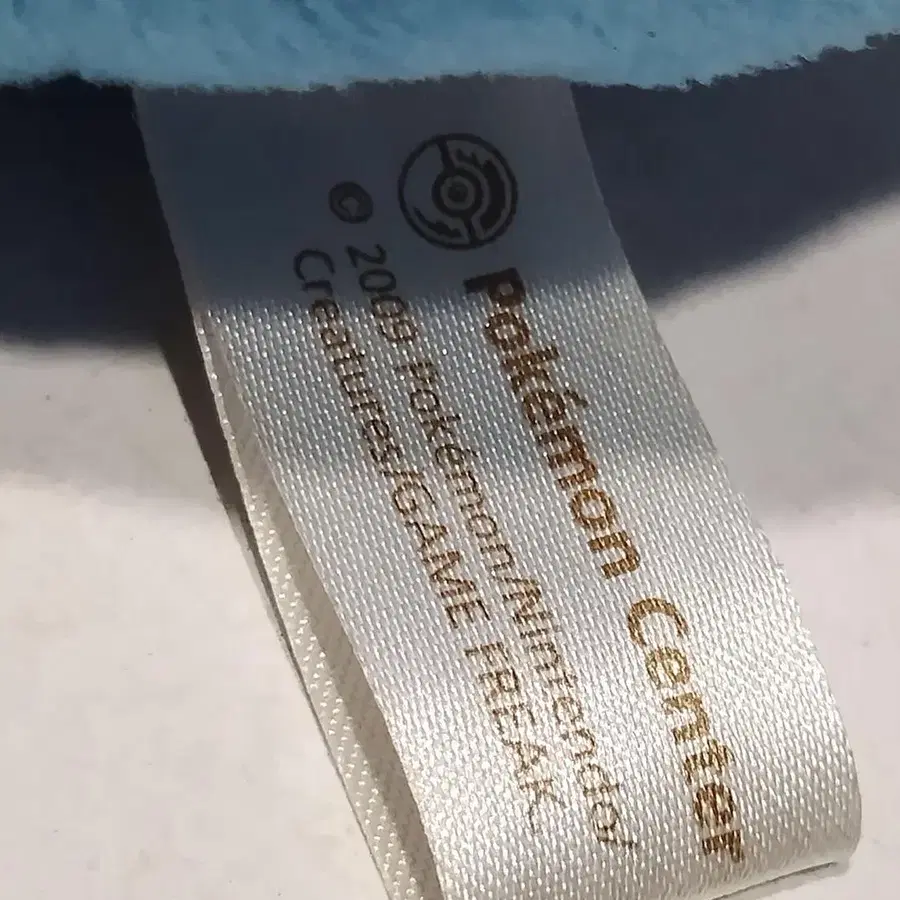 Pokémon Center
© 2009 Pokémon/Nintendo/
Creatures/GAME FREAK.